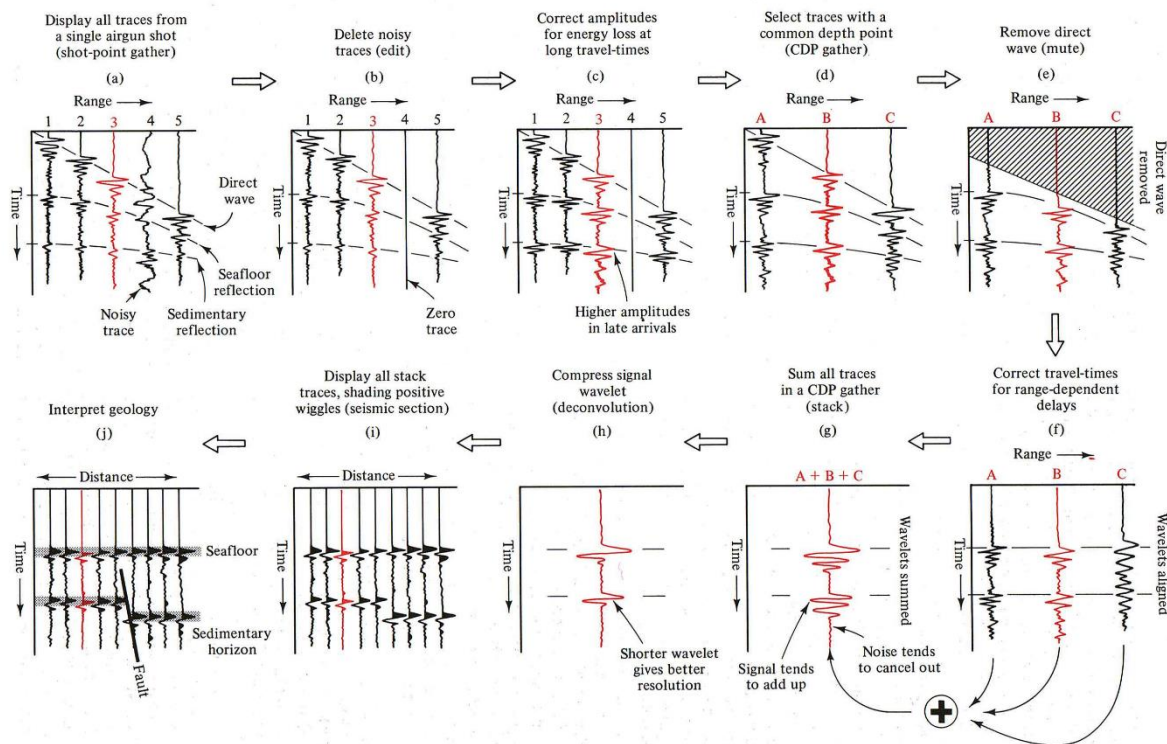 Display all traces from
a single airgun shot
(shot-point gather)
(a)
Range
1 2 3 4 5
Time
Direct
wave
Seafloor
reflection
Noisy
trace
Sedimentary
reflection
Delete noisy
traces (edit)
(b)
Range
1 2 3 4 5
Time
Zero
trace
Correct amplitudes
for energy loss at
long travel-times
(c)
Range
1 2 3 4 5
Time
Higher amplitudes
in late arrivals
Select traces with a
common depth point
(CDP gather)
(d)
Range
A B C
Time
Remove direct
wave (mute)
(e)
Range
A B C
Time
Direct wave
removed
Correct travel-times
for range-dependent
delays
(f)
Range
A B C
Time
Wavelets aligned
Sum all traces
in a CDP gather
(stack)
(g)
A + B + C
Time
Wavelets summed
Signal tends
to add up
Noise tends
to cancel out
+
Compress signal
wavelet
(deconvolution)
(h)
Time
Shorter wavelet
gives better
resolution
Display all stack
traces, shading positive
wiggles (seismic section)
(i)
Distance
Time
Interpret geology
(j)
Distance
Time
Seafloor
Sedimentary
horizon
Fault